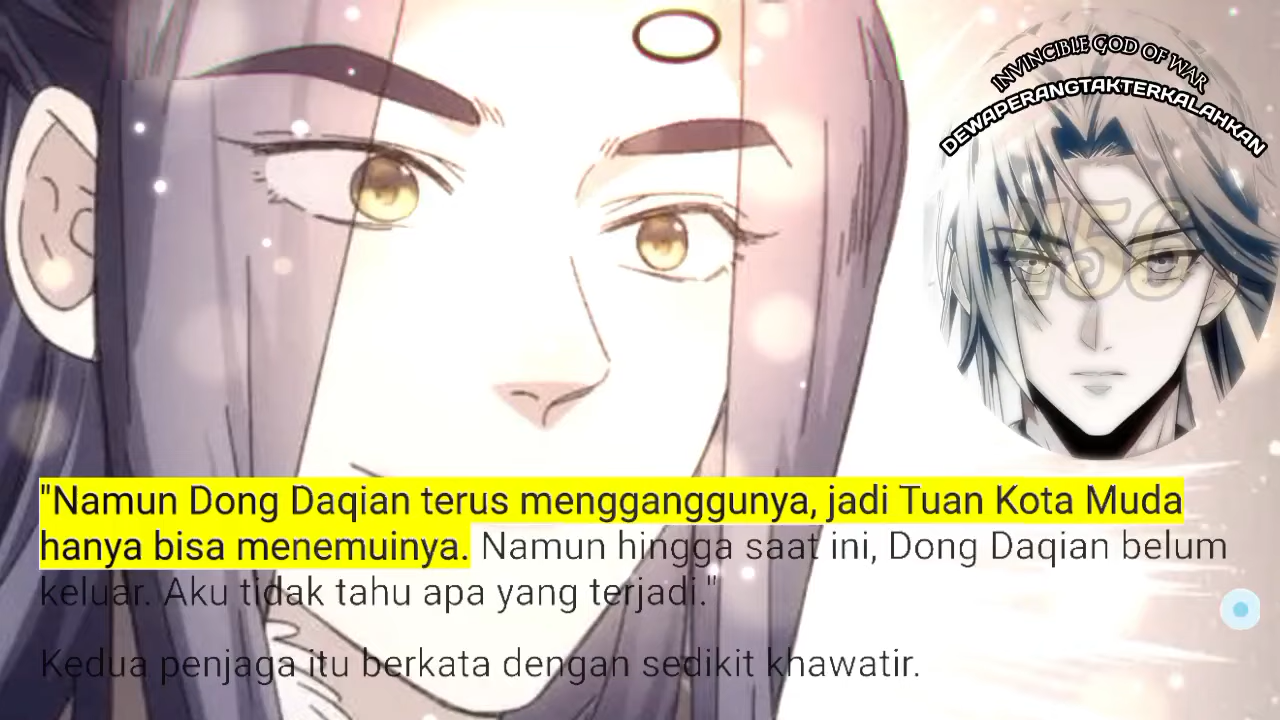 INVINCIBLE GOD OF WAR
DEWAPERANGTAKTERKALAHKAN
456
"Namun Dong Daqian terus mengganggunya, jadi Tuan Kota Muda
hanya bisa menemuinya. Namun hingga saat ini, Dong Daqian belum
keluar. Aku tidak tahu apa yang terjadi."
Kedua penjaga itu berkata dengan sedikit khawatir.